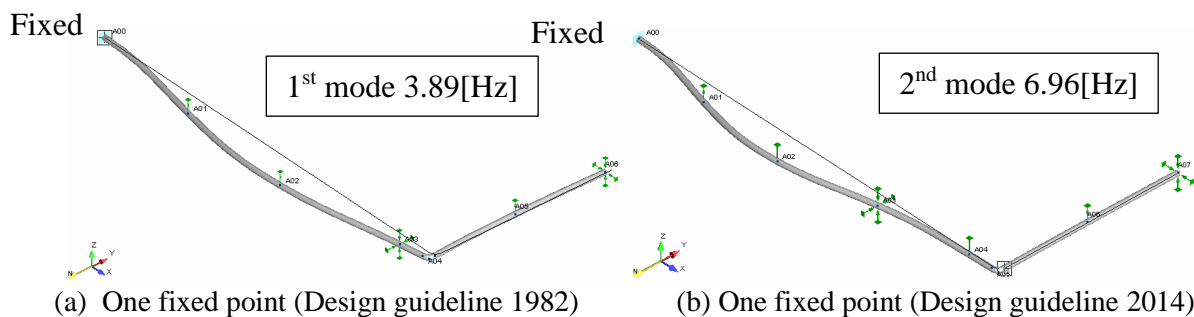 Fixed
A00
1st mode 3.89[Hz]
A01
A02
A03
A04
A05
A06
Z
Y
X
N
(a) One fixed point (Design guideline 1982)
Fixed
A00
2nd mode 6.96[Hz]
A01
A02
A03
A04
A05
A06
A07
Z
Y
X
N
(b) One fixed point (Design guideline 2014)